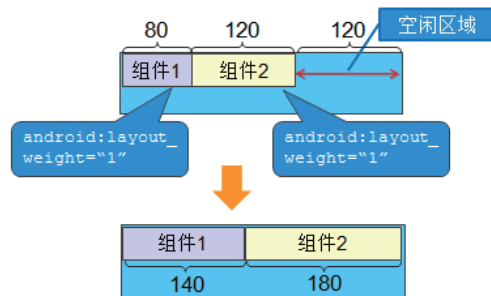 空闲区域
80 120 120
组件1 组件2
android:layout_
weight=“1”
android:layout_
weight=“1”
组件1 组件2
140 180